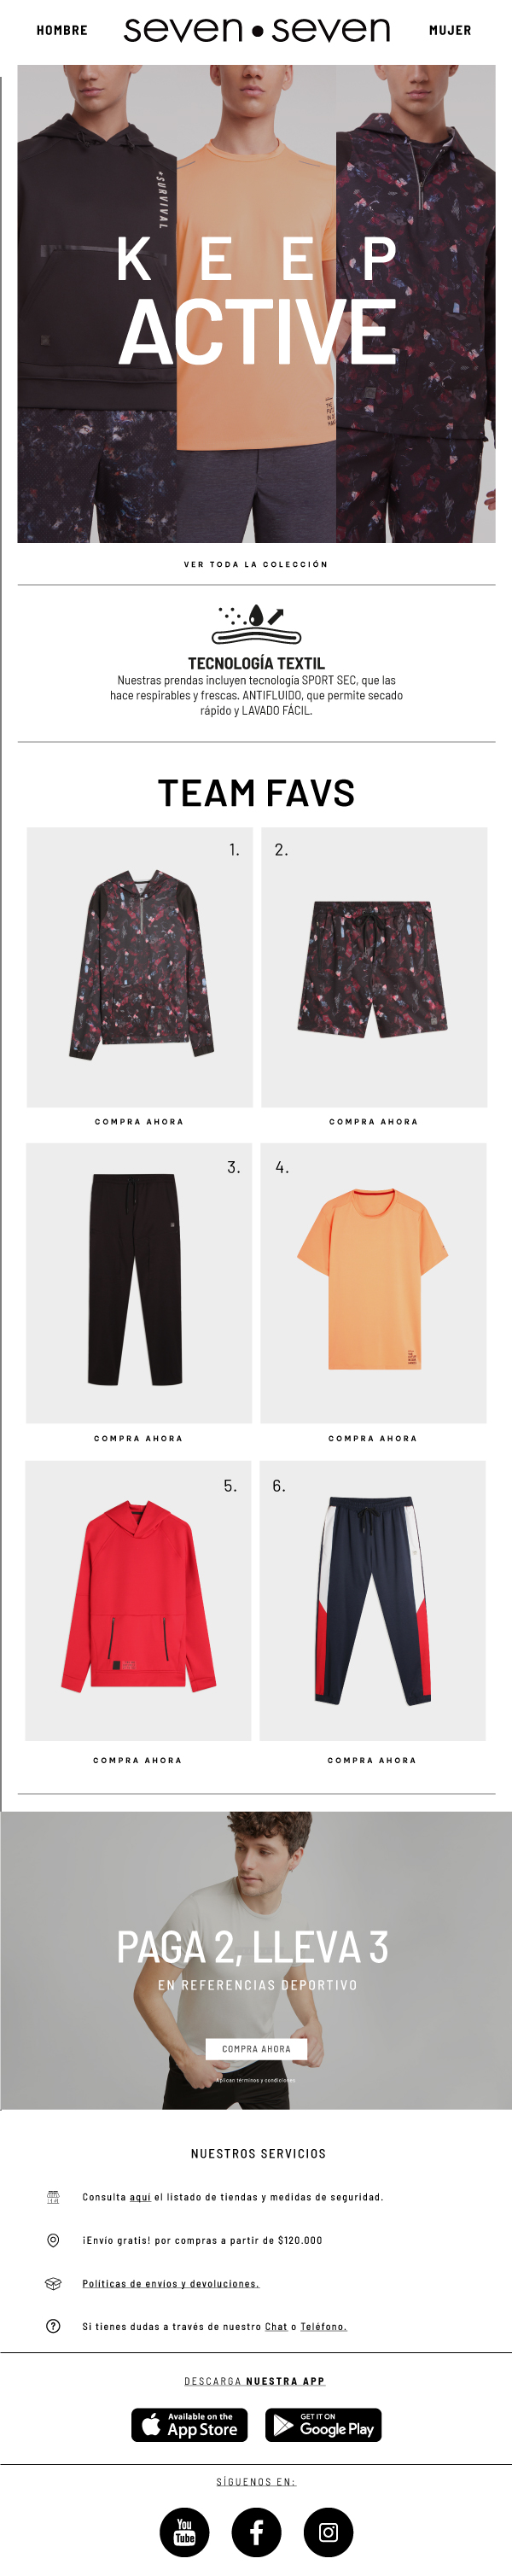 HOMBRE
seven•seven
MUJER
#SURVIVAL
KEEP
ACTIVE
VER TODA LA COLECCIÓN
TECNOLOGÍA TEXTIL
Nuestras prendas incluyen tecnología SPORT SEC, que las
hace respirables y frescas. ANTIFLUIDO, que permite secado
rápido y LAVADO FÁCIL.
TEAM FAVS
1.
2.
COMPRA AHORA
COMPRA AHORA
3.
4.
COMPRA AHORA
COMPRA AHORA
5.
6.
COMPRA AHORA
COMPRA AHORA
PAGA 2, LLEVA 3
EN REFERENCIAS DEPORTIVO
COMPRA AHORA
Aplican términos y condiciones
NUESTROS SERVICIOS
Consulta aquí el listado de tiendas y medidas de seguridad.
¡Envío gratis! por compras a partir de $120.000
Políticas de envíos y devoluciones.
Si tienes dudas a través de nuestro Chat o Teléfono.
DESCARGA NUESTRA APP
Available on the
App Store
GET IT ON
Google Play
SÍGUENOS EN:
You
Tube